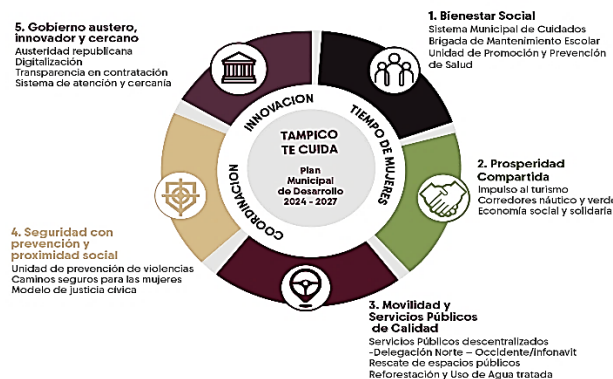 5. Gobierno austero,
innovador y cercano
Austeridad republicana
Digitalización
Transparencia en contratación
Sistema de atención y cercanía
1. Bienestar Social
Sistema Municipal de Cuidados
Brigada de Mantenimiento Escolar
Unidad de Promoción y Prevención
de Salud
INNOVACION
TIEMPO DE MUJERES
COORDINACION
TAMPICO
TE CUIDA
Plan
Municipal
de Desarrollo
2024 - 2027
2. Prosperidad
Compartida
Impulso al turismo
Corredores náutico y verde
Economía social y solidaria
4. Seguridad con
prevención y
proximidad social
Unidad de prevención de violencias
Caminos seguros para las mujeres
Modelo de justicia cívica
3. Movilidad y
Servicios Públicos
de Calidad
Servicios Públicos descentralizados
-Delegación Norte – Occidente/Infonavit
Rescate de espacios públicos
Reforestación y Uso de Agua tratada